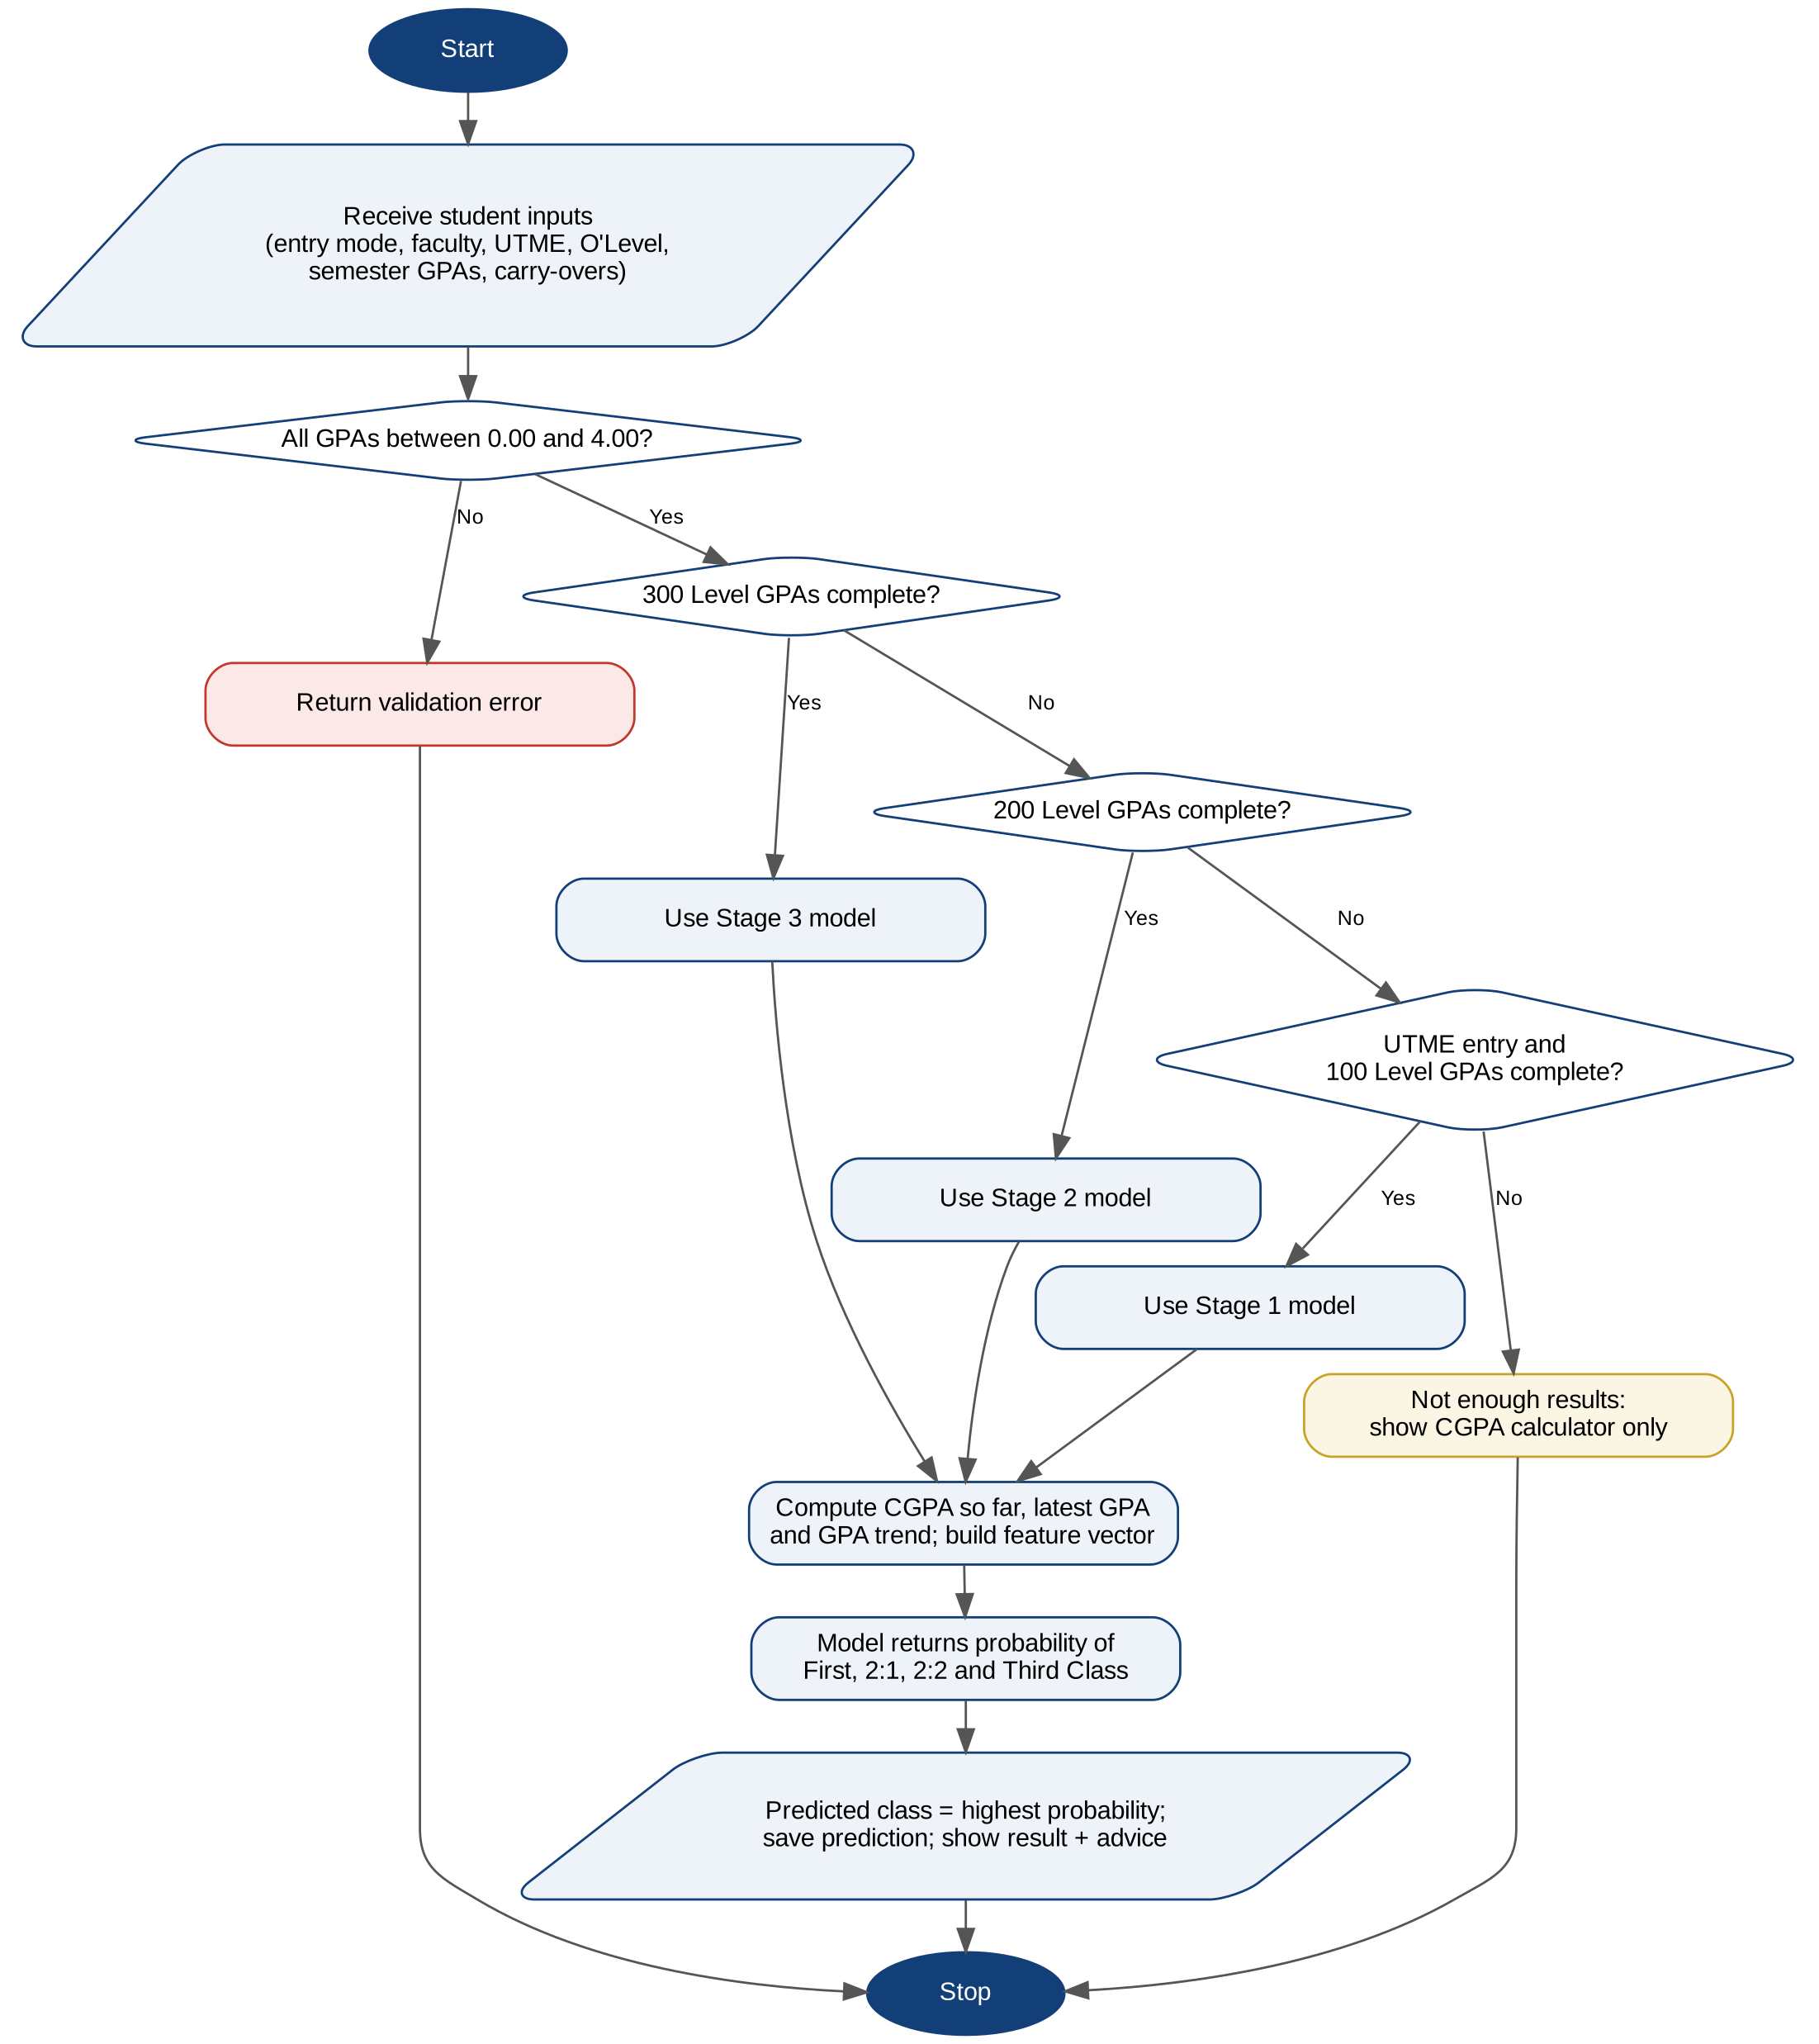 Start
Receive student inputs
(entry mode, faculty, UTME, O'Level,
semester GPAs, carry-overs)
All GPAs between 0.00 and 4.00?
No
Yes
300 Level GPAs complete?
Return validation error
Yes
No
200 Level GPAs complete?
Use Stage 3 model
Yes
No
UTME entry and
100 Level GPAs complete?
Use Stage 2 model
Yes
No
Use Stage 1 model
Not enough results:
show CGPA calculator only
Compute CGPA so far, latest GPA
and GPA trend; build feature vector
Model returns probability of
First, 2:1, 2:2 and Third Class
Predicted class = highest probability;
save prediction; show result + advice
Stop